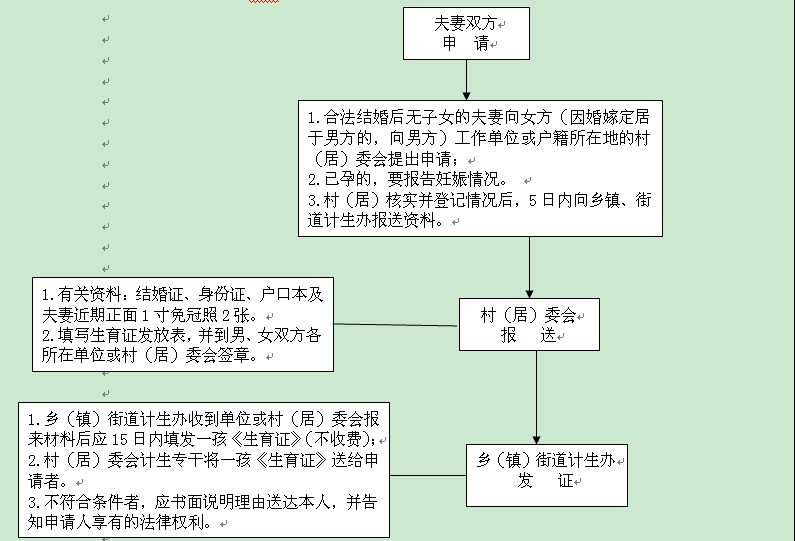 夫妻双方
申 请
1.合法结婚后无子女的夫妻向女方（因婚嫁定居
于男方的，向男方）工作单位或户籍所在地的村
（居）委会提出申请；
2.已孕的，要报告妊娠情况。
3.村（居）核实并登记情况后，5日内向乡镇、街
道计生办报送资料。
1.有关资料：结婚证、身份证、户口本及
夫妻近期正面1寸免冠照2张。
2.填写生育证发放表，并到男、女双方各
所在单位或村（居）委会签章。
村（居）委会
报 送
1.乡（镇）街道计生办收到单位或村（居）委会报
来材料后应15日内填发一孩《生育证》（不收费）；
2.村（居）委会计生专干将一孩《生育证》送给申
请者。
3.不符合条件者，应书面说明理由送达本人，并告
知申请人享有的法律权利。
乡（镇）街道计生办
发 证